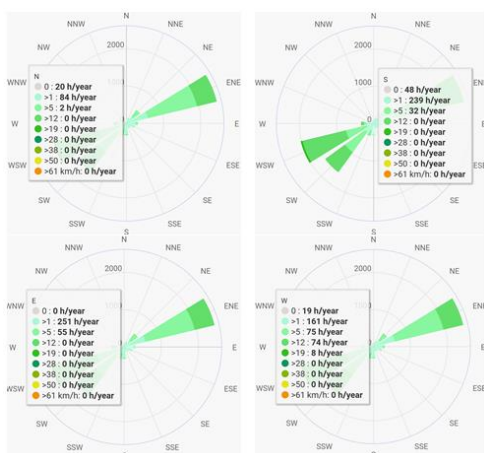 N
NNW
NNE
NW
NE
2000
WNW
1000
ENE
W
E
WSW
ESE
SW
SE
SSW
SSE
S
N
0 : 20 h/year
>1 : 84 h/year
>5 : 2 h/year
>12 : 0 h/year
>19 : 0 h/year
>28 : 0 h/year
>38 : 0 h/year
>50 : 0 h/year
>61 km/h: 0 h/year
N
NNW
NNE
NW
NE
2000
WNW
1000
ENE
0
W
E
WSW
ESE
SW
SE
SSW
SSE
S
S
0 : 48 h/year
>1 : 239 h/year
>5 : 32 h/year
>12 : 0 h/year
>19 : 0 h/year
>28 : 0 h/year
>38 : 0 h/year
>50 : 0 h/year
>61 km/h: 0 h/year
N
NNW
NNE
NW
NE
2000
WNW
ENE
W
E
WSW
ESE
SW
SE
SSW
SSE
E
0 : 0 h/year
>1 : 251 h/year
>5 : 55 h/year
>12 : 0 h/year
>19 : 0 h/year
>28 : 0 h/year
>38 : 0 h/year
>50 : 0 h/year
>61 km/h: 0 h/year
N
NNW
NNE
NW
NE
2000
WNW
ENE
W
E
WSW
ESE
SW
SE
SSW
SSE
W
0 : 19 h/year
>1 : 161 h/year
>5 : 75 h/year
>12 : 74 h/year
>19 : 8 h/year
>28 : 0 h/year
>38 : 0 h/year
>50 : 0 h/year
>61 km/h: 0 h/year